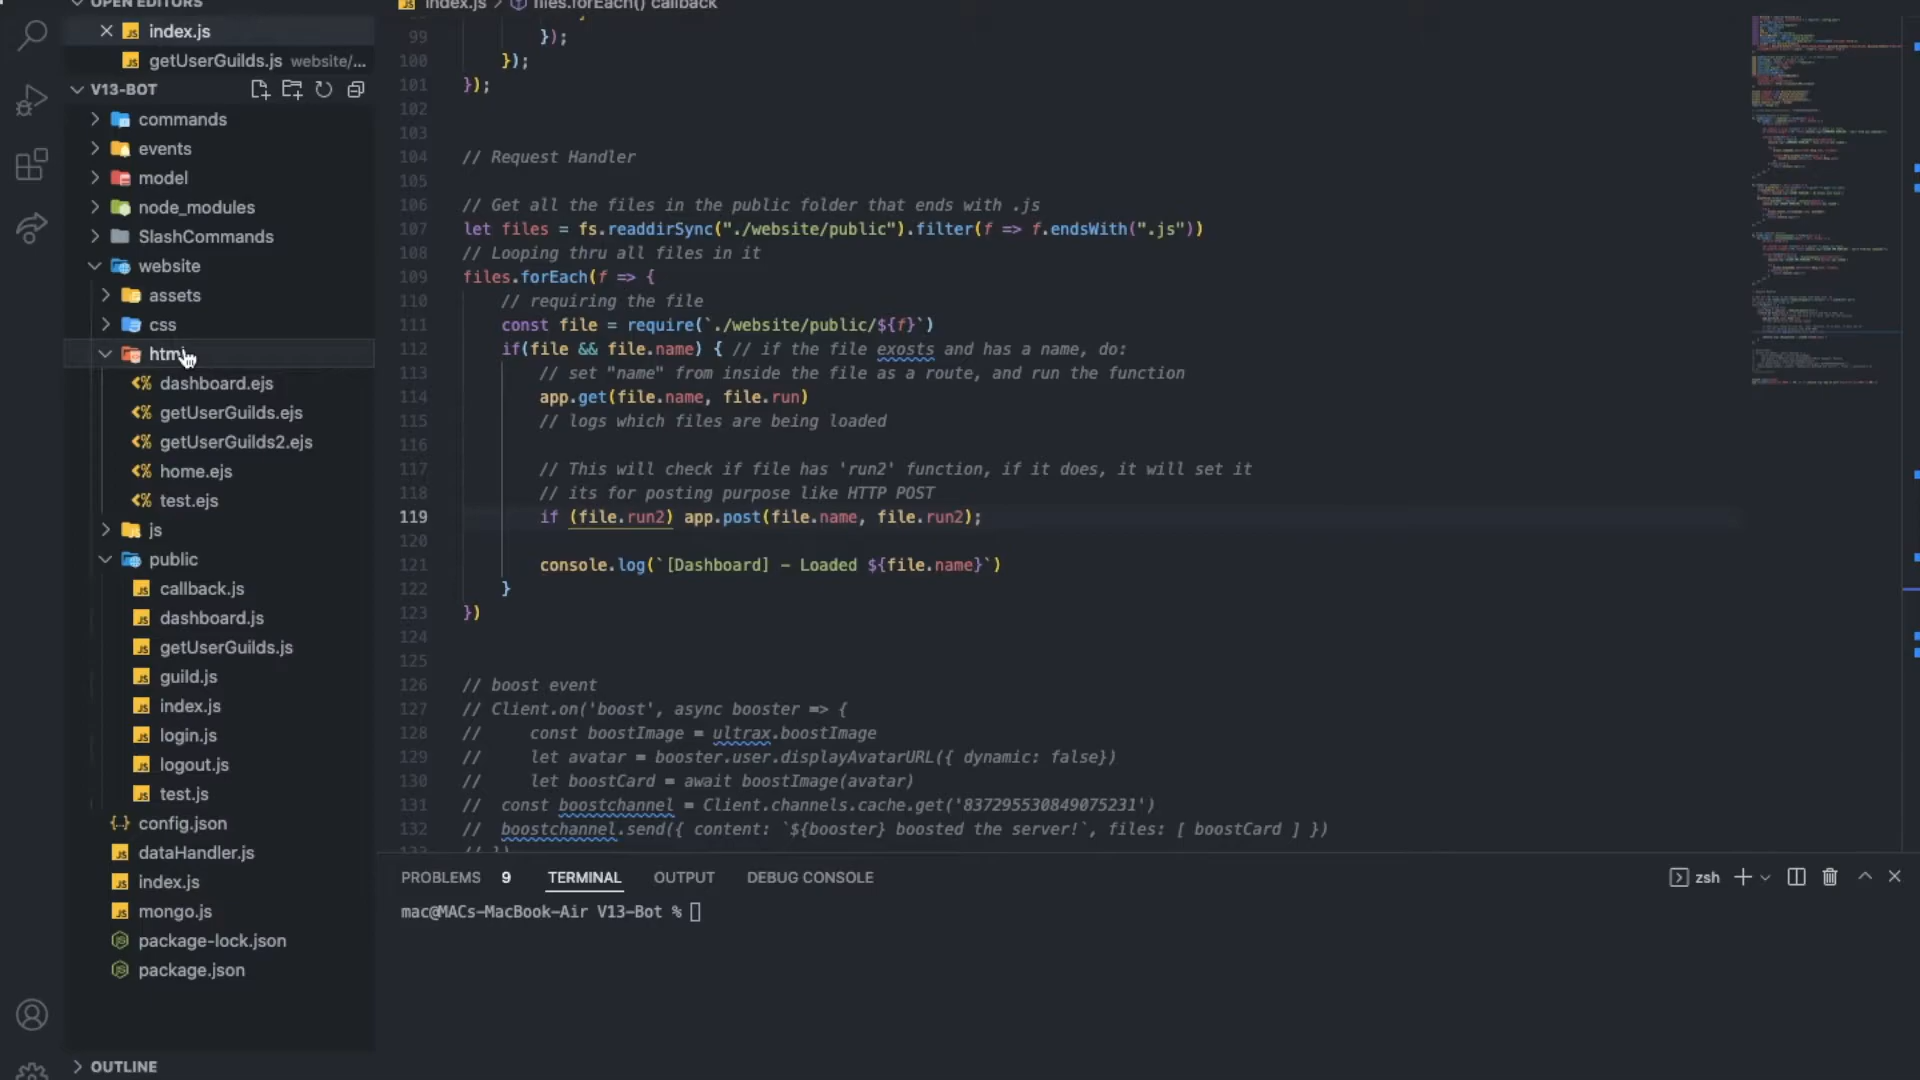 OPEN EDITORS
index.js
getUserGuilds.js website/...
V13-BOT
commands
events
model
node_modules
SlashCommands
website
assets
css
html
dashboard.ejs
getUserGuilds.ejs
getUserGuilds2.ejs
home.ejs
test.ejs
js
public
callback.js
dashboard.js
getUserGuilds.js
guild.js
index.js
login.js
logout.js
test.js
config.json
dataHandler.js
index.js
mongo.js
package-lock.json
package.json
OUTLINE
index.js > files.forEach() callback
99 });
100 });
101 });
102
103
104 // Request Handler
105
106 // Get all the files in the public folder that ends with .js
107 let files = fs.readdirSync("./website/public").filter(f => f.endsWith(".js"))
108 // Looping thru all files in it
109 files.forEach(f => {
110 // requiring the file
111 const file = require(`./website/public/${f}`)
112 if(file && file.name) { // if the file exosts and has a name, do:
113 // set "name" from inside the file as a route, and run the function
114 app.get(file.name, file.run)
115 // logs which files are being loaded
116
117 // This will check if file has 'run2' function, if it does, it will set it
118 // its for posting purpose like HTTP POST
119 if (file.run2) app.post(file.name, file.run2);
120
121 console.log(`[Dashboard] - Loaded ${file.name}`)
122 }
123 })
124
125
126 // boost event
127 // Client.on('boost', async booster => {
128 // const boostImage = ultrax.boostImage
129 // let avatar = booster.user.displayAvatarURL({ dynamic: false})
130 // let boostCard = await boostImage(avatar)
131 // const boostchannel = Client.channels.cache.get('837295530849075231')
132 // boostchannel.send({ content: `${booster} boosted the server!`, files: [ boostCard ] })
PROBLEMS 9 TERMINAL OUTPUT DEBUG CONSOLE zsh
mac@MACs-MacBook-Air V13-Bot %